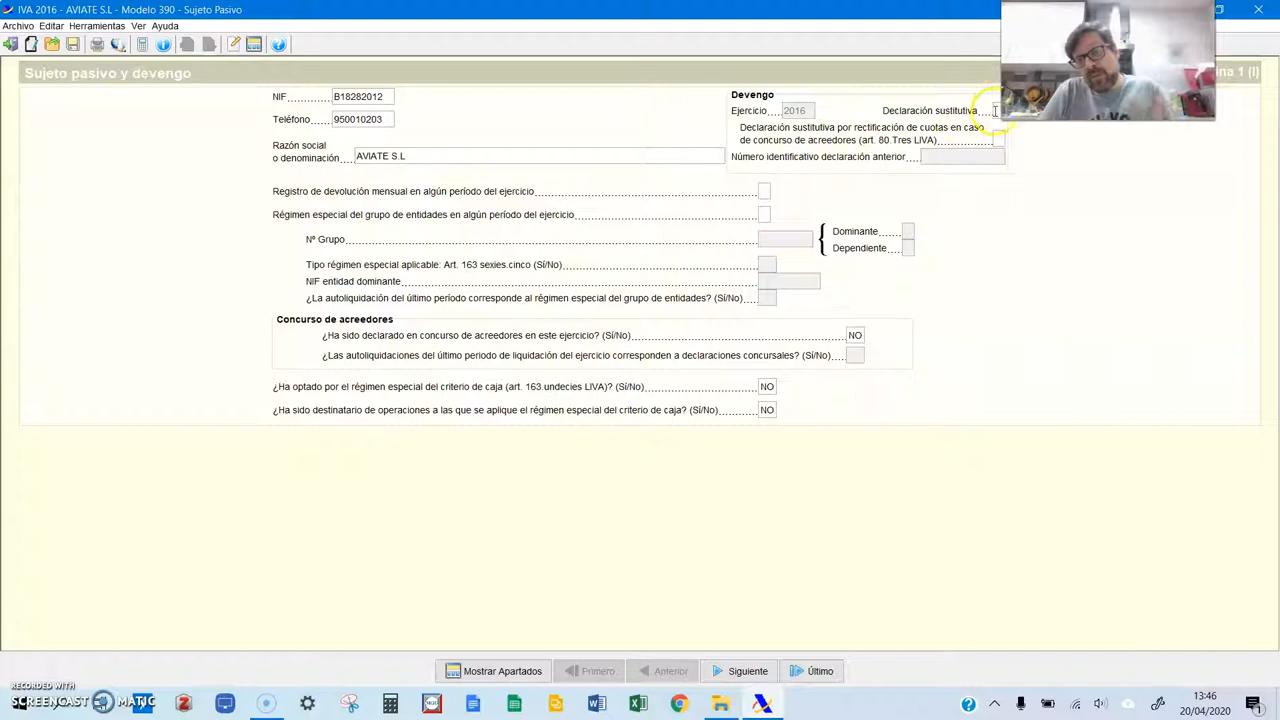 IVA 2016 - AVIATE S.L - Modelo 390 - Sujeto Pasivo
Archivo Editar Herramientas Ver Ayuda
Sujeto pasivo y devengo
1 (I)
NIF B18282012
Teléfono 950010203
Razón social
o denominación AVIATE S.L
Devengo
Ejercicio 2016 Declaración sustitutiva
Declaración sustitutiva por rectificación de cuotas en caso
de concurso de acreedores (art. 80.Tres LIVA)
Número identificativo declaración anterior
Registro de devolución mensual en algún período del ejercicio
Régimen especial del grupo de entidades en algún período del ejercicio
Nº Grupo
Dominante
Dependiente
Tipo régimen especial aplicable: Art. 163 sexies.cinco (Sí/No)
NIF entidad dominante
¿La autoliquidación del último período corresponde al régimen especial del grupo de entidades? (Sí/No)
Concurso de acreedores
¿Ha sido declarado en concurso de acreedores en este ejercicio? (Sí/No) NO
¿Las autoliquidaciones del último periodo de liquidación del ejercicio corresponden a declaraciones concursales? (Sí/No)
¿Ha optado por el régimen especial del criterio de caja (art. 163.undecies LIVA)? (Sí/No) NO
¿Ha sido destinatario de operaciones a las que se aplique el régimen especial del criterio de caja? (Sí/No) NO
Mostrar Apartados Primero Anterior Siguiente Último
RECORDED WITH
SCREENCAST MATIC
13:46
20/04/2020